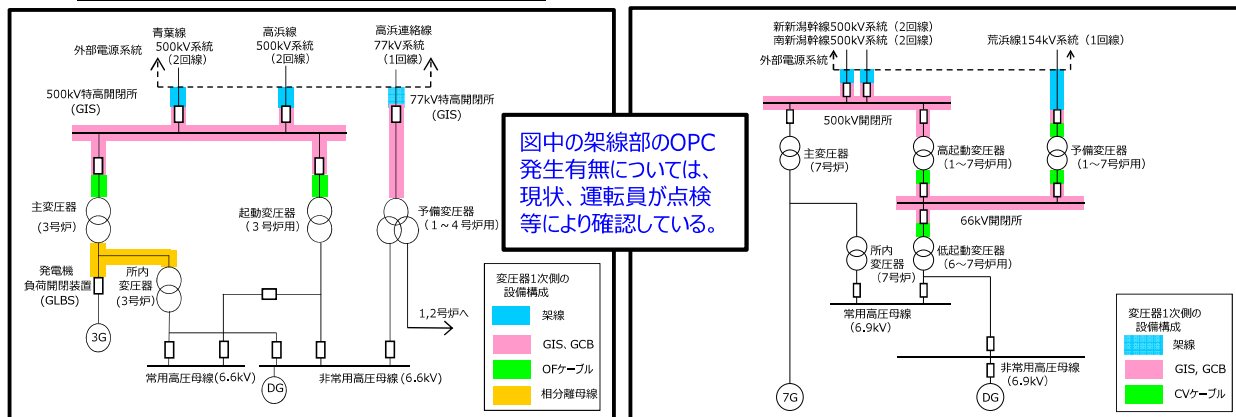 青葉線
500kV系統
(2回線)
高浜線
500kV系統
(2回線)
高浜連絡線
77kV系統
(1回線)
外部電源系統
500kV特高開閉所
(GIS)
77kV特高開閉所
(GIS)
主変圧器
(3号炉)
起動変圧器
(3号炉用)
予備変圧器
(1~4号炉用)
発電機
負荷開閉装置
(GLBS)
所内
変圧器
(3号炉)
1,2号炉へ
3G
DG
常用高圧母線(6.6kV)
非常用高圧母線(6.6kV)
変圧器1次側の
設備構成
架線
GIS、GCB
OFケーブル
相分離母線
図中の架線部のOPC
発生有無については、
現状、運転員が点検
等により確認している。
新新潟幹線500kV系統(2回線)
南新潟幹線500kV系統(2回線)
荒浜線154kV系統(1回線)
外部電源系統
500kV開閉所
主変圧器
(7号炉)
高起動変圧器
(1~7号炉用)
予備変圧器
(1~7号炉用)
66kV開閉所
所内
変圧器
(7号炉)
低起動変圧器
(6~7号炉用)
常用高圧母線
(6.9kV)
非常用高圧母線
(6.9kV)
7G
DG
変圧器1次側の
設備構成
架線
GIS, GCB
CVケーブル